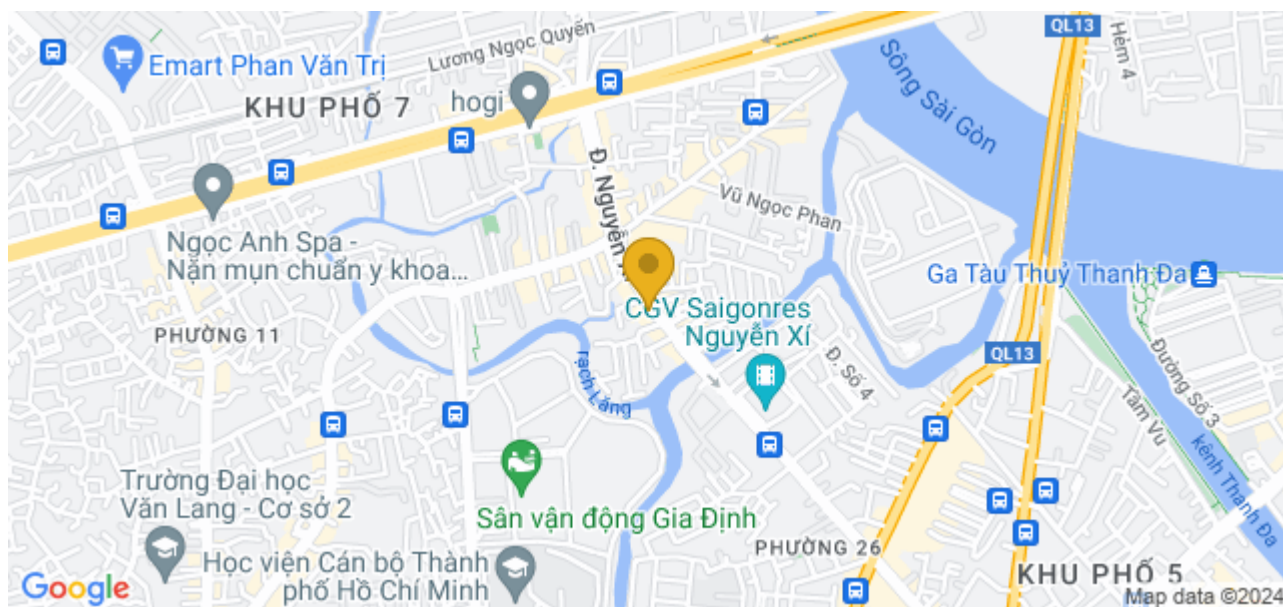 QL13
Hẻm 4
Lương Ngọc Quyến
Emart Phan Văn Trị
KHU PHỐ 7
hogi
Sông Sài Gòn
Đ. Nguyễn Xí
Vũ Ngọc Phan
Ngọc Anh Spa -
Nặn mụn chuẩn y khoa...
Ga Tàu Thuỷ Thanh Đa
CGV Saigonres
Nguyễn Xí
PHƯỜNG 11
QL13
Đ. Số 4
Đường Số 3
rạch Lăng
Tầm Vu
kênh Thanh Đa
Trường Đại học
Văn Lang - Cơ sở 2
Sân vận động Gia Định
PHƯỜNG 26
Học viện Cán bộ Thành
phố Hồ Chí Minh
KHU PHỐ 5
Google
Map data ©2024